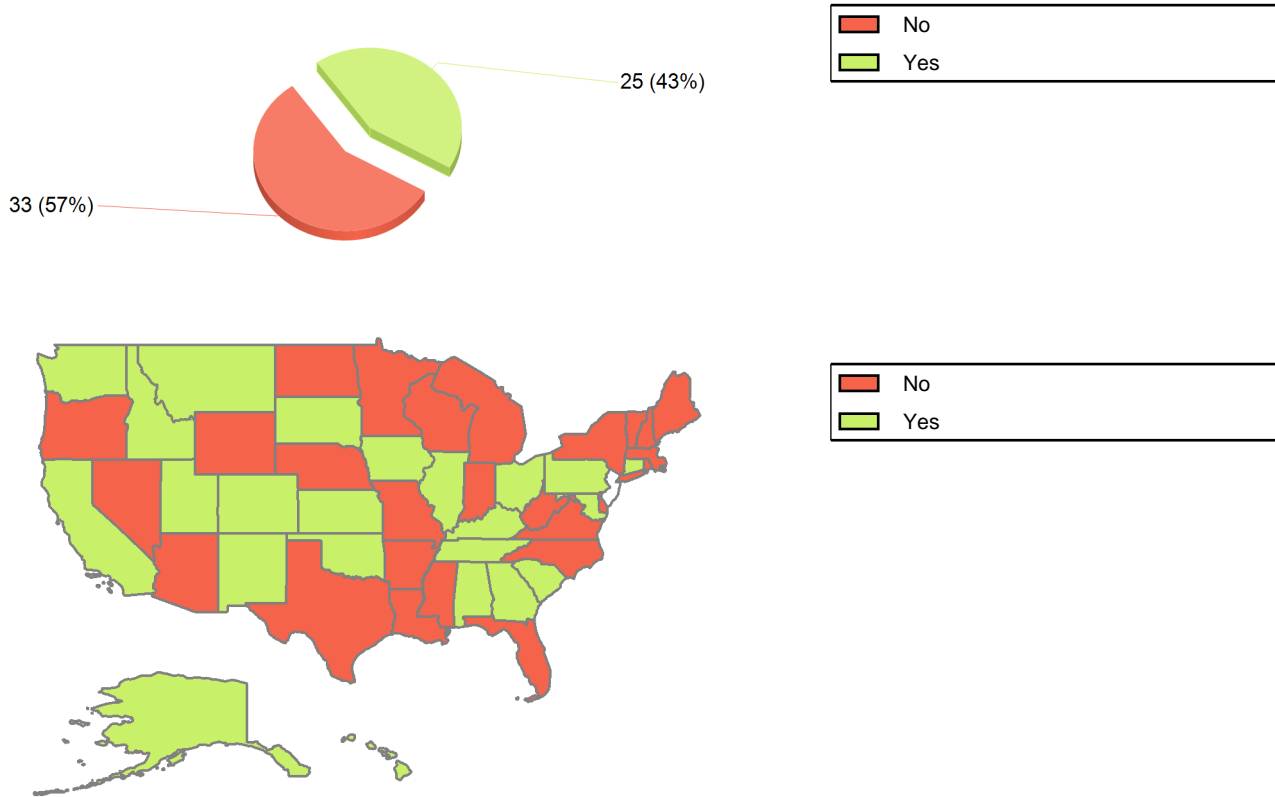 No
Yes
25 (43%)
33 (57%)
No
Yes